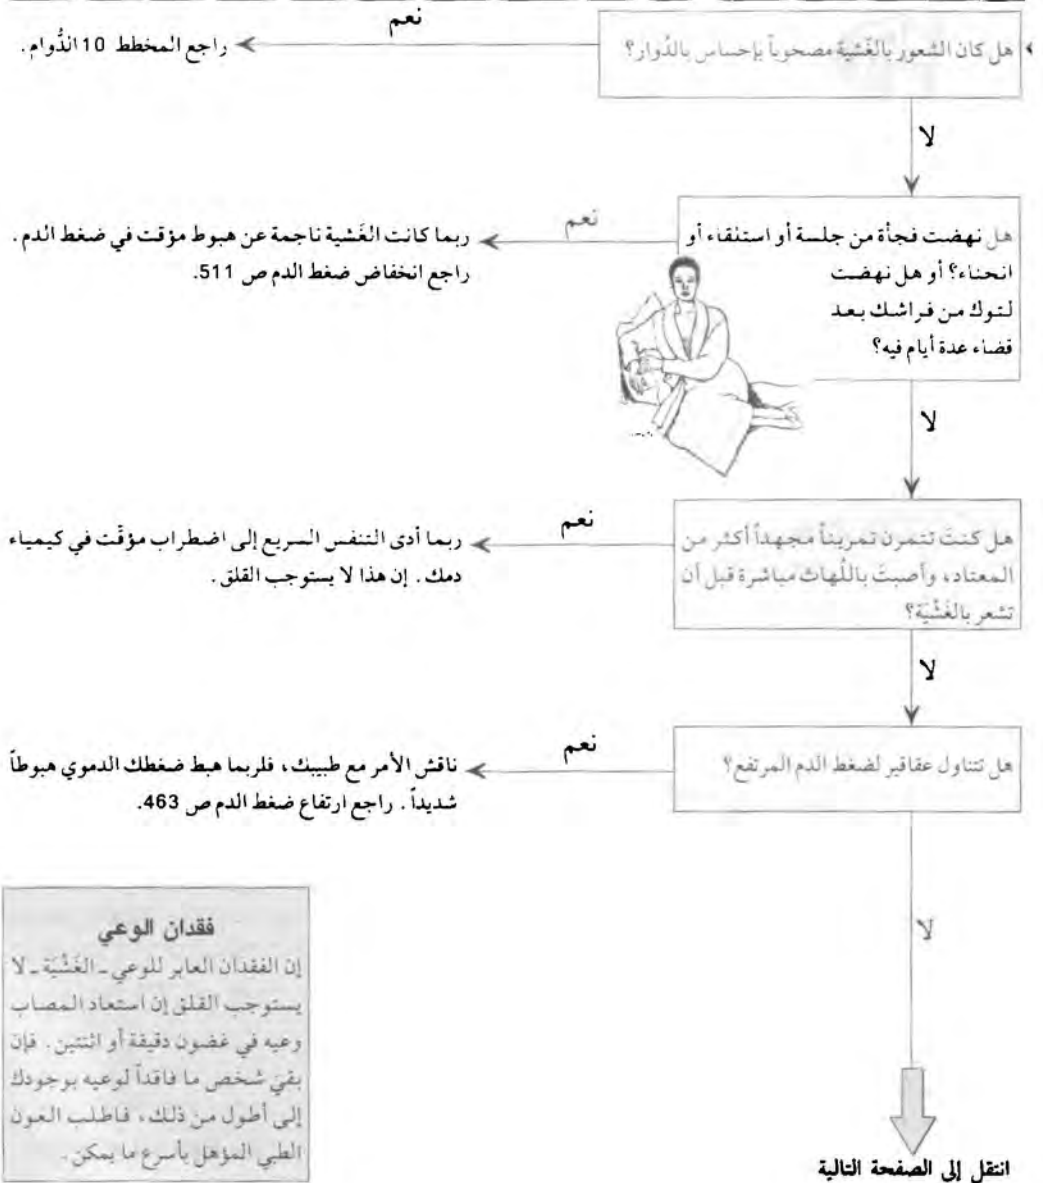 هل كان الشعور بالغَشية مصحوباً بإحساس بالدُوار؟
نعم
راجع المخطط 10 الدُّوام.
لا
هل نهضت فجأة من جلسة أو استلقاء أو
انحناء؟ أو هل نهضت
لتوك من فراشك بعد
قضاء عدة أيام فيه؟
نعم
ربما كانت الغَشية ناجمة عن هبوط مؤقت في ضغط الدم.
راجع انخفاض ضغط الدم ص 511.
لا
هل كنتَ تتمرن تمريناً مجهداً أكثر من
المعتاد، وأصبتَ باللُهاث مباشرة قبل أن
تشعر بالغَشْيَة؟
نعم
ربما أدى التنفس السريع إلى اضطراب مؤقّت في كيمياء
دمك. إن هذا لا يستوجب القلق.
لا
هل تتناول عقاقير لضغط الدم المرتفع؟
نعم
ناقش الأمر مع طبيبك، فلربما هبط ضغطك الدموي هبوطاً
شديداً. راجع ارتفاع ضغط الدم ص 463.
لا
فقدان الوعي
إن الفقدان العابر للوعي ـ الغَشْيَة ـ لا
يستوجب القلق إن استعاد المصاب
وعيه في غضون دقيقة أو اثنتين. فإن
بقيَ شخص ما فاقداً لوعيه بوجودك
إلى أطول من ذلك، فاطلب العون
الطبي المؤهل بأسرع ما يمكن.
انتقل إلى الصفحة التالية